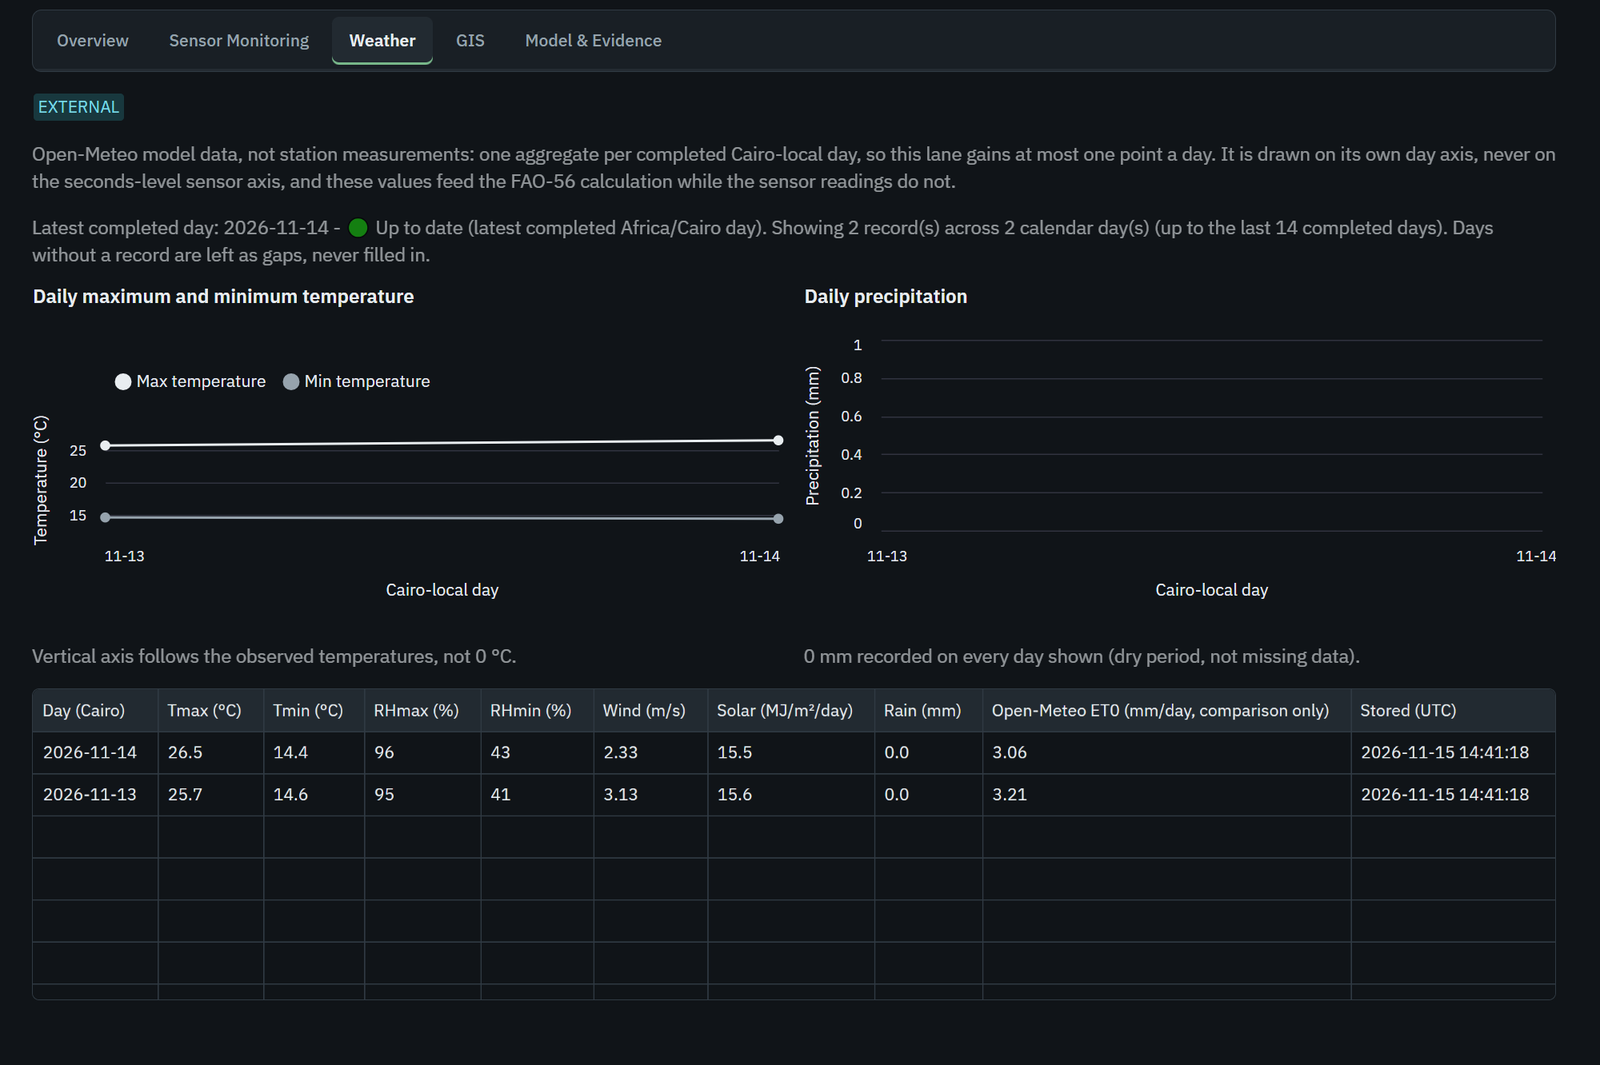 Overview Sensor Monitoring Weather GIS Model & Evidence
EXTERNAL
Open-Meteo model data, not station measurements: one aggregate per completed Cairo-local day, so this lane gains at most one point a day. It is drawn on its own day axis, never on
the seconds-level sensor axis, and these values feed the FAO-56 calculation while the sensor readings do not.
Latest completed day: 2026-11-14 - Up to date (latest completed Africa/Cairo day). Showing 2 record(s) across 2 calendar day(s) (up to the last 14 completed days). Days
without a record are left as gaps, never filled in.
Daily maximum and minimum temperature
Max temperature Min temperature
Temperature (°C)
25
20
15
11-13 11-14
Cairo-local day
Vertical axis follows the observed temperatures, not 0 °C.
Daily precipitation
Precipitation (mm)
1
0.8
0.6
0.4
0.2
0
11-13 11-14
Cairo-local day
0 mm recorded on every day shown (dry period, not missing data).
Day (Cairo) Tmax (°C) Tmin (°C) RHmax (%) RHmin (%) Wind (m/s) Solar (MJ/m²/day) Rain (mm) Open-Meteo ET0 (mm/day, comparison only) Stored (UTC)
2026-11-14 26.5 14.4 96 43 2.33 15.5 0.0 3.06 2026-11-15 14:41:18
2026-11-13 25.7 14.6 95 41 3.13 15.6 0.0 3.21 2026-11-15 14:41:18